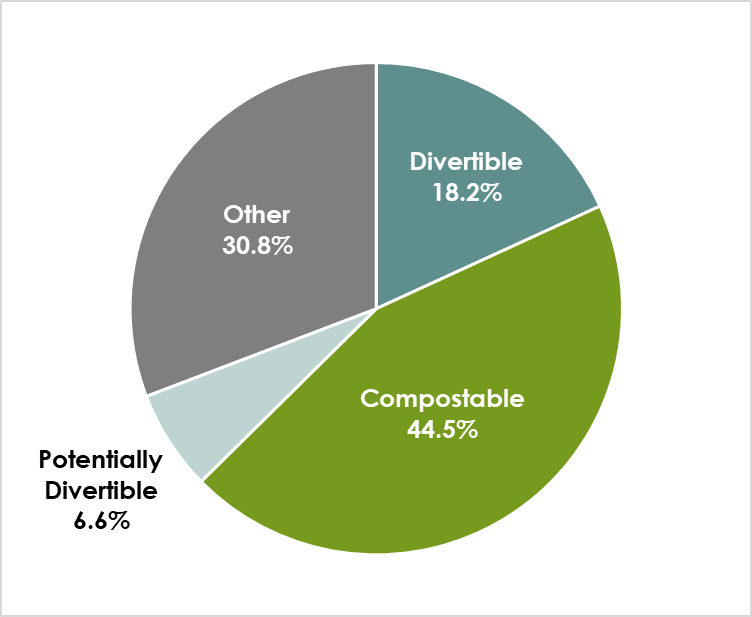 Divertible
18.2%
Other
30.8%
Compostable
44.5%
Potentially
Divertible
6.6%